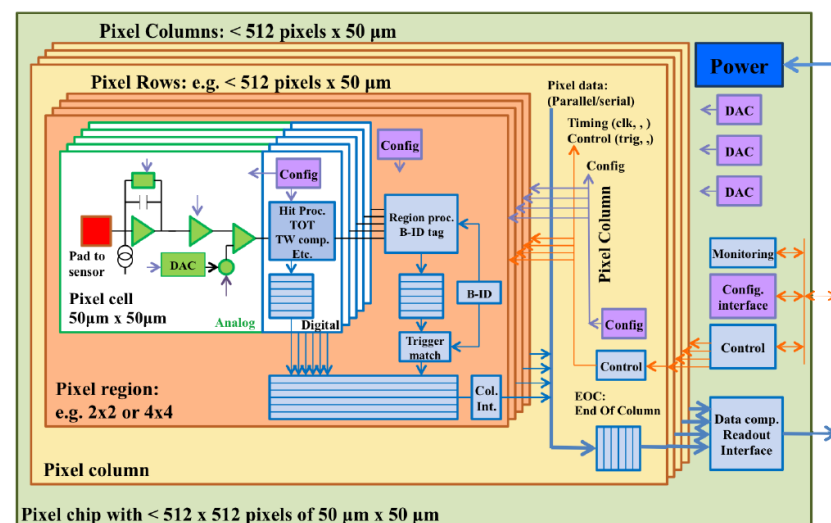 Pixel Columns: < 512 pixels x 50 µm
Power
Pixel Rows: e.g. < 512 pixels x 50 µm
Pixel data:
(Parallel/serial)
DAC
Timing (clk, , )
Control (trig, ,)
DAC
Config
Config
Config
DAC
Hit Proc.
TOT
TW comp.
Etc.
Region proc.
B-ID tag
Pixel Column
Pad to
sensor
DAC
Monitoring
Pixel cell
50µm x 50µm
B-ID
Config.
interface
Analog
Digital
Config
Trigger
match
Control
Control
Pixel region:
e.g. 2x2 or 4x4
Col.
Int.
EOC:
End Of Column
Data comp.
Readout
Interface
Pixel column
Pixel chip with < 512 x 512 pixels of 50 µm x 50 µm